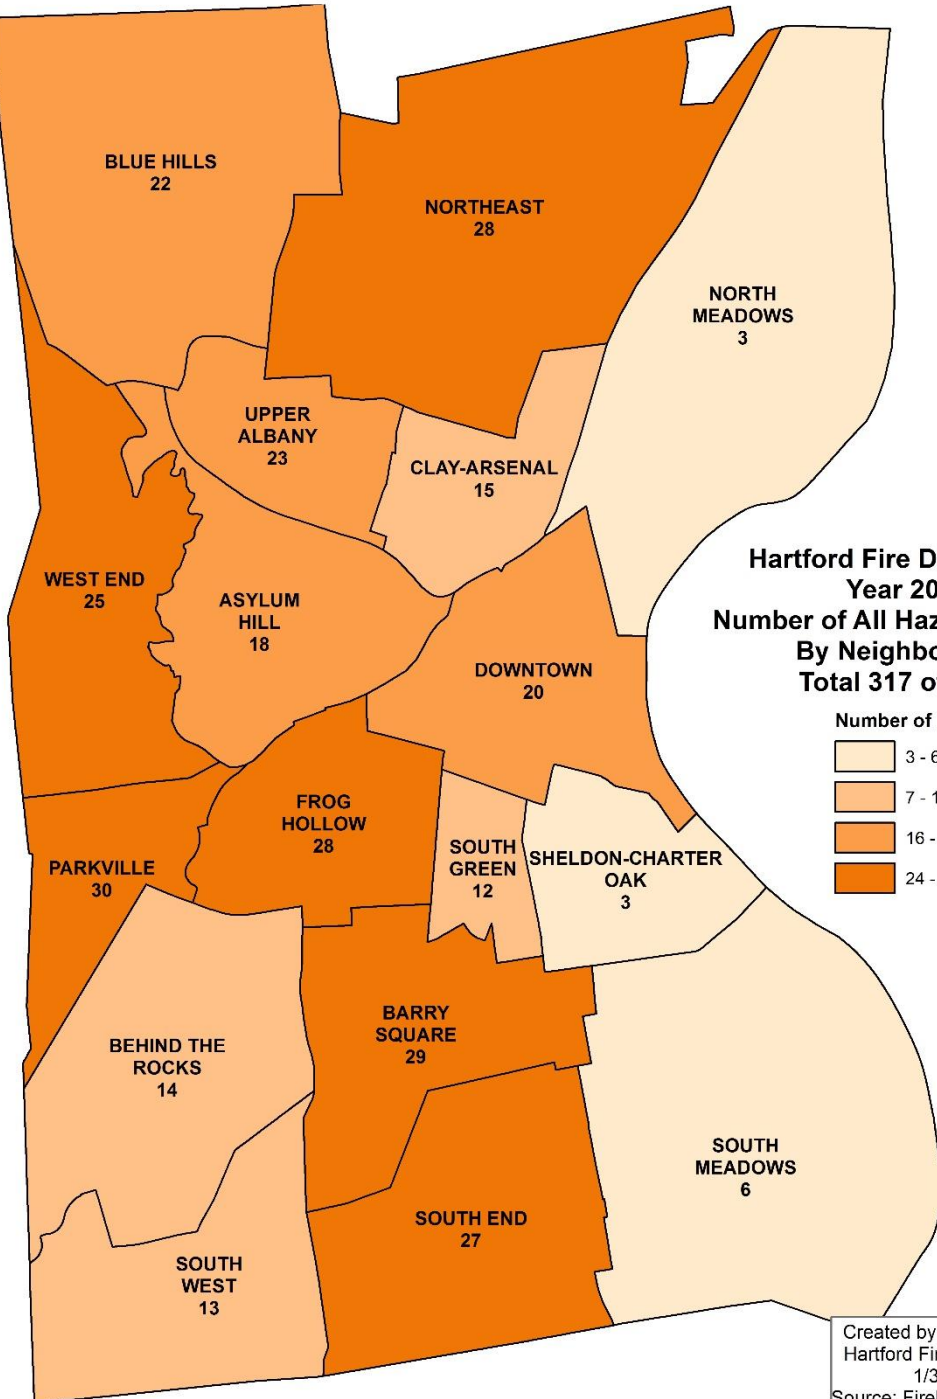 BLUE HILLS
22
NORTHEAST
28
NORTH
MEADOWS
3
UPPER
ALBANY
23
CLAY-ARSENAL
15
WEST END
25
ASYLUM
HILL
18
DOWNTOWN
20
Hartford Fire D
Year 20
Number of All Haz
By Neighbo
Total 317 o
Number of
3 - 6
7 - 1
16 -
24 -
FROG
HOLLOW
28
SOUTH
GREEN
12
SHELDON-CHARTER
OAK
3
PARKVILLE
30
BARRY
SQUARE
29
BEHIND THE
ROCKS
14
SOUTH
MEADOWS
6
SOUTH END
27
SOUTH
WEST
13
Created by
Hartford Fir
1/3
Source: Fire